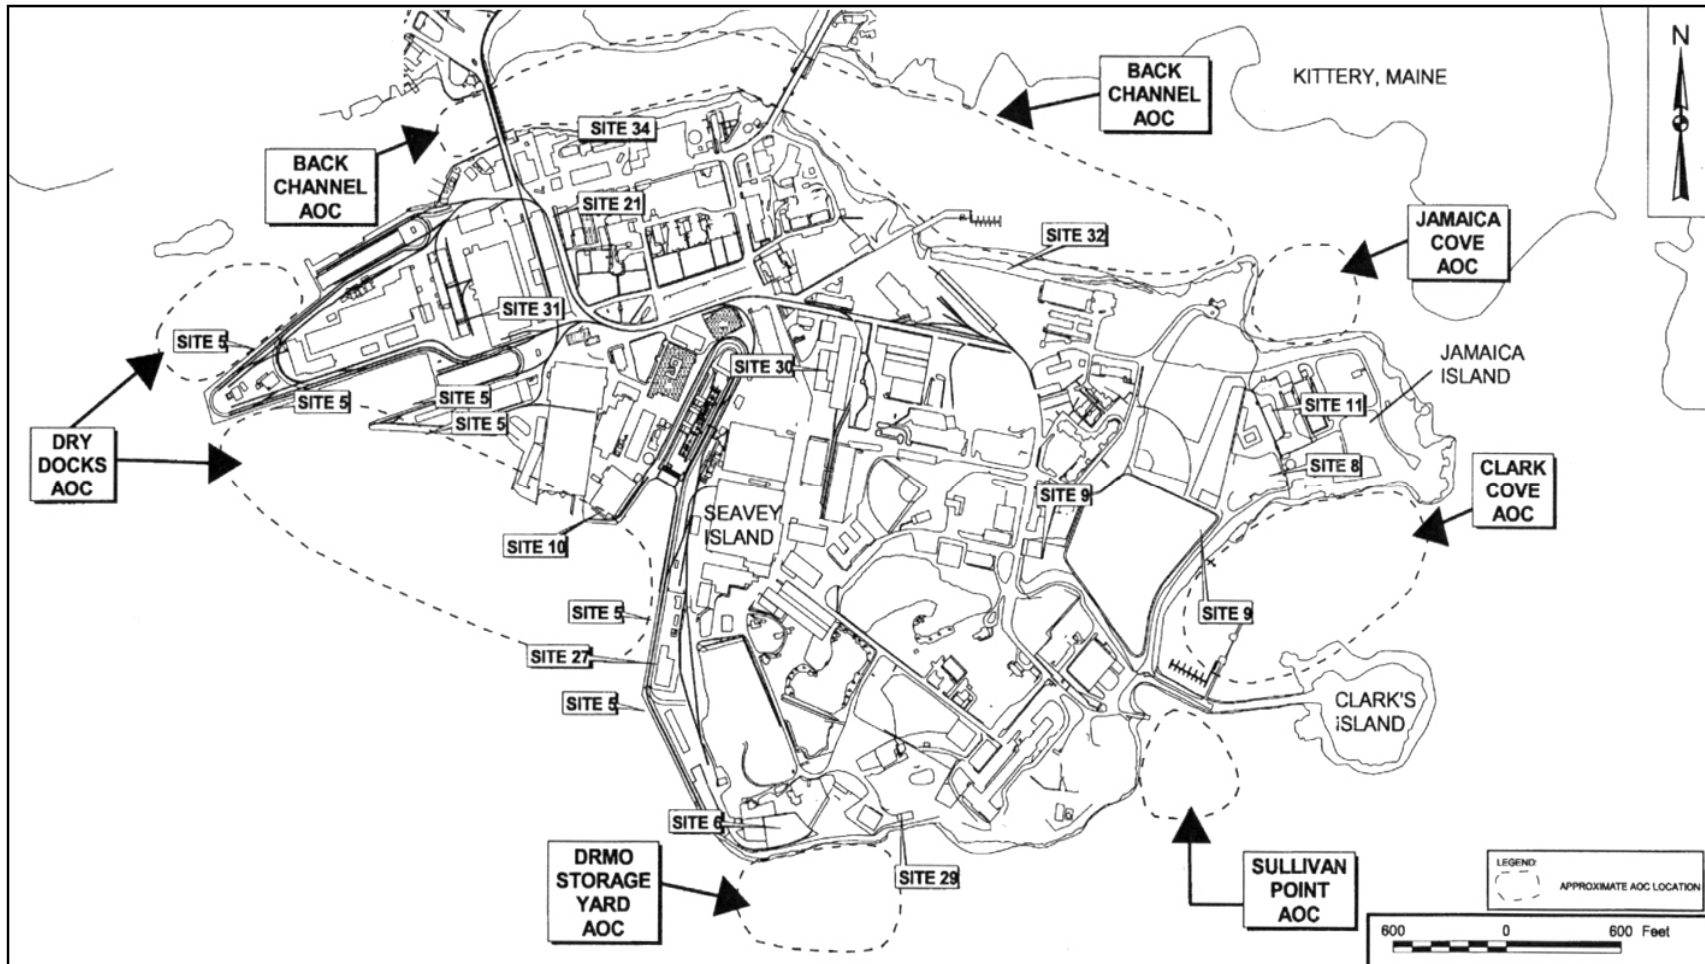 N
KITTERY, MAINE
BACK
CHANNEL
AOC
SITE 34
BACK
CHANNEL
AOC
SITE 21
JAMAICA
COVE
AOC
SITE 32
SITE 31
SITE 5
SITE 30
JAMAICA
ISLAND
SITE 5
SITE 5
SITE 5
SITE 11
DRY
DOCKS
AOC
SITE 8
CLARK
COVE
AOC
SITE 9
SEAVEY
ISLAND
SITE 10
SITE 5
SITE 9
SITE 27
SITE 5
CLARK'S
ISLAND
SITE 6
DRMO
STORAGE
YARD
AOC
SITE 29
SULLIVAN
POINT
AOC
LEGEND:
APPROXIMATE AOC LOCATION
600 0 600 Feet